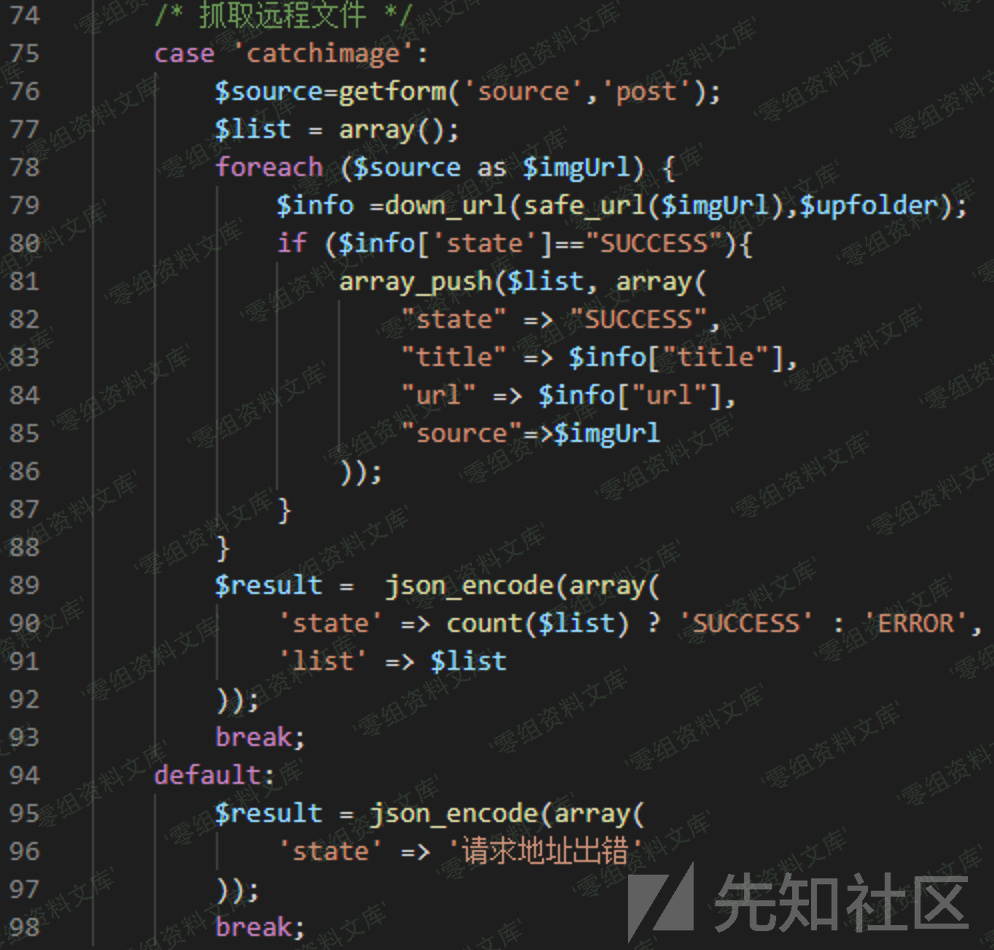 74 /* 抓取远程文件 */
75 case 'catchimage':
76 $source=getform('source','post');
77 $list = array();
78 foreach ($source as $imgUrl) {
79 $info =down_url(safe_url($imgUrl),$upfolder);
80 if ($info['state']=="SUCCESS"){
81 array_push($list, array(
82 "state" => "SUCCESS",
83 "title" => $info["title"],
84 "url" => $info["url"],
85 "source"=>$imgUrl
86 ));
87 }
88 }
89 $result =  json_encode(array(
90 'state' => count($list) ? 'SUCCESS' : 'ERROR',
91 'list' => $list
92 ));
93 break;
94 default:
95 $result = json_encode(array(
96 'state' => '请求地址出错'
97 ));
98 break;
先知社区
'零组资料文库'